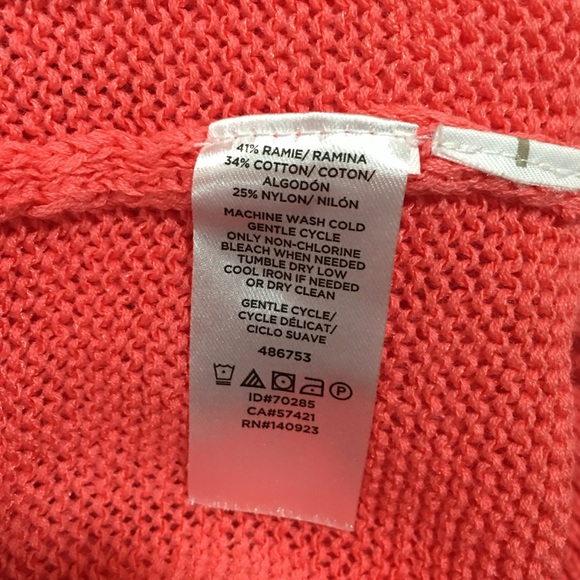 41% RAMIE/ RAMINA
34% COTTON/ COTON/
ALGODÓN
25% NYLON/ NILÓN
MACHINE WASH COLD
GENTLE CYCLE
ONLY NON-CHLORINE
BLEACH WHEN NEEDED
TUMBLE DRY LOW
COOL IRON IF NEEDED
OR DRY CLEAN
GENTLE CYCLE/
CYCLE DÉLICAT/
CICLO SUAVE
486753
P
ID#70285
CA#57421
RN#140923